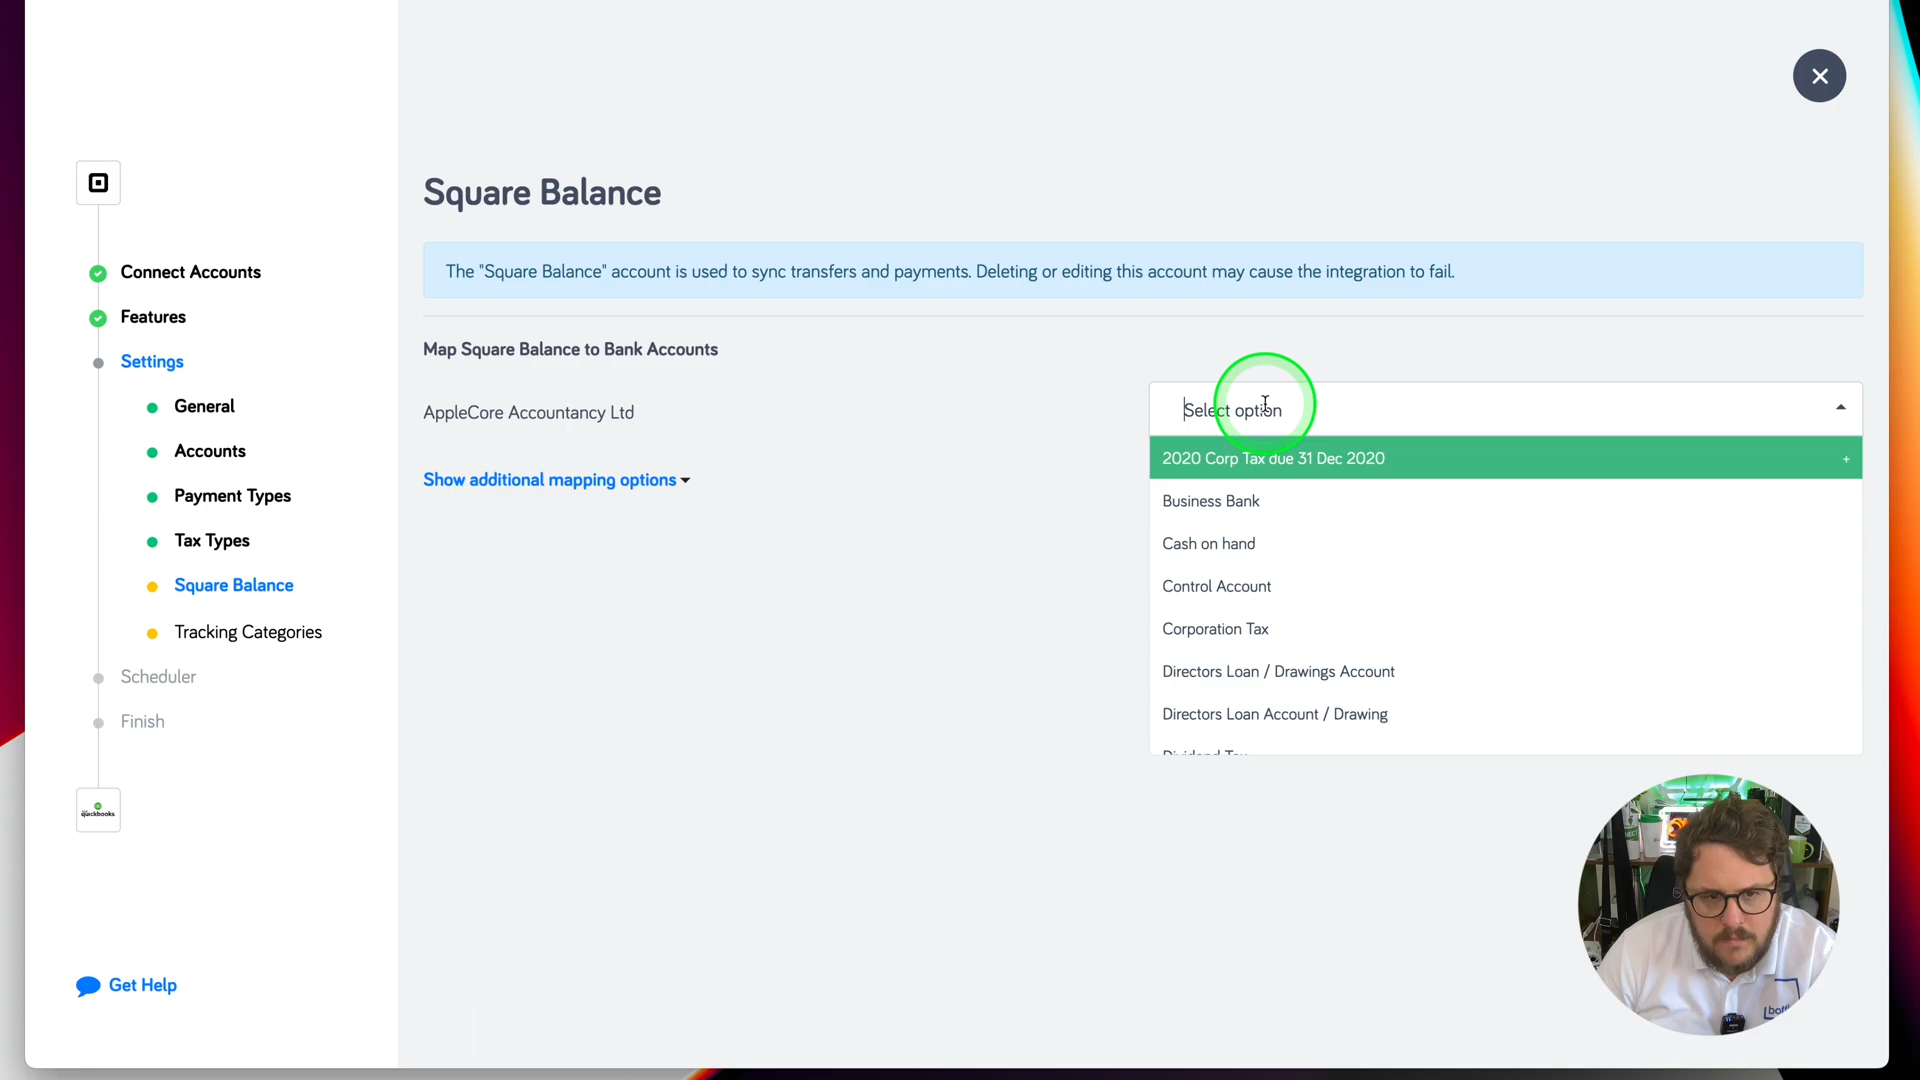 Square Balance
The "Square Balance" account is used to sync transfers and payments. Deleting or editing this account may cause the integration to fail.
Connect Accounts
Features
Settings
General
Accounts
Payment Types
Tax Types
Square Balance
Tracking Categories
Scheduler
Finish
quickbooks
Get Help
Map Square Balance to Bank Accounts
AppleCore Accountancy Ltd
Show additional mapping options
Select option
2020 Corp Tax due 31 Dec 2020 +
Business Bank
Cash on hand
Control Account
Corporation Tax
Directors Loan / Drawings Account
Directors Loan Account / Drawing
Dividend Tax